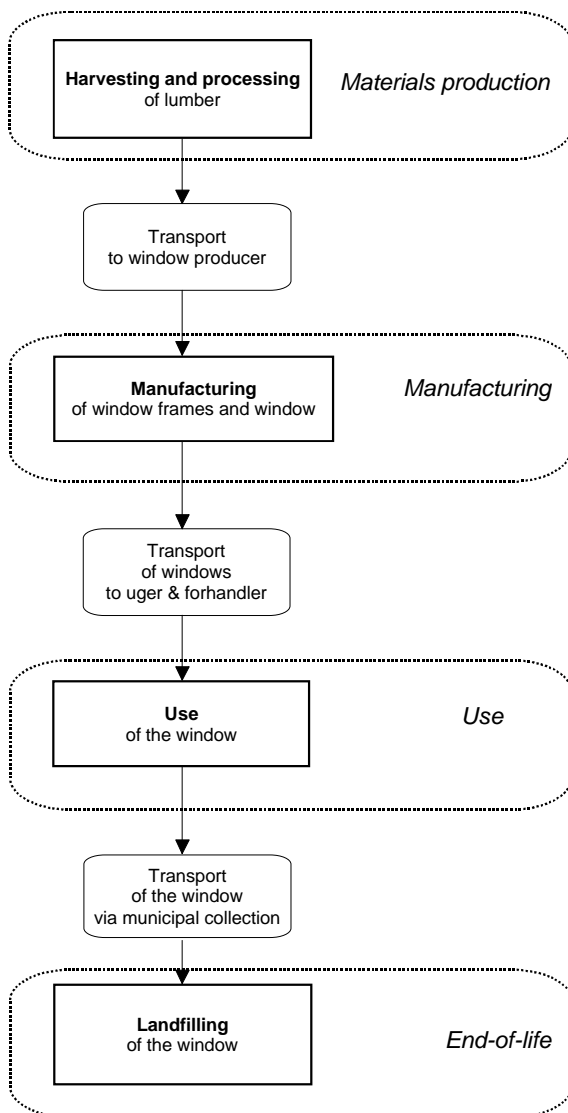 Harvesting and processing
of lumber
Materials production
Transport
to window producer
Manufacturing
of window frames and window
Manufacturing
Transport
of windows
to uger & forhandler
Use
of the window
Use
Transport
of the window
via municipal collection
Landfilling
of the window
End-of-life